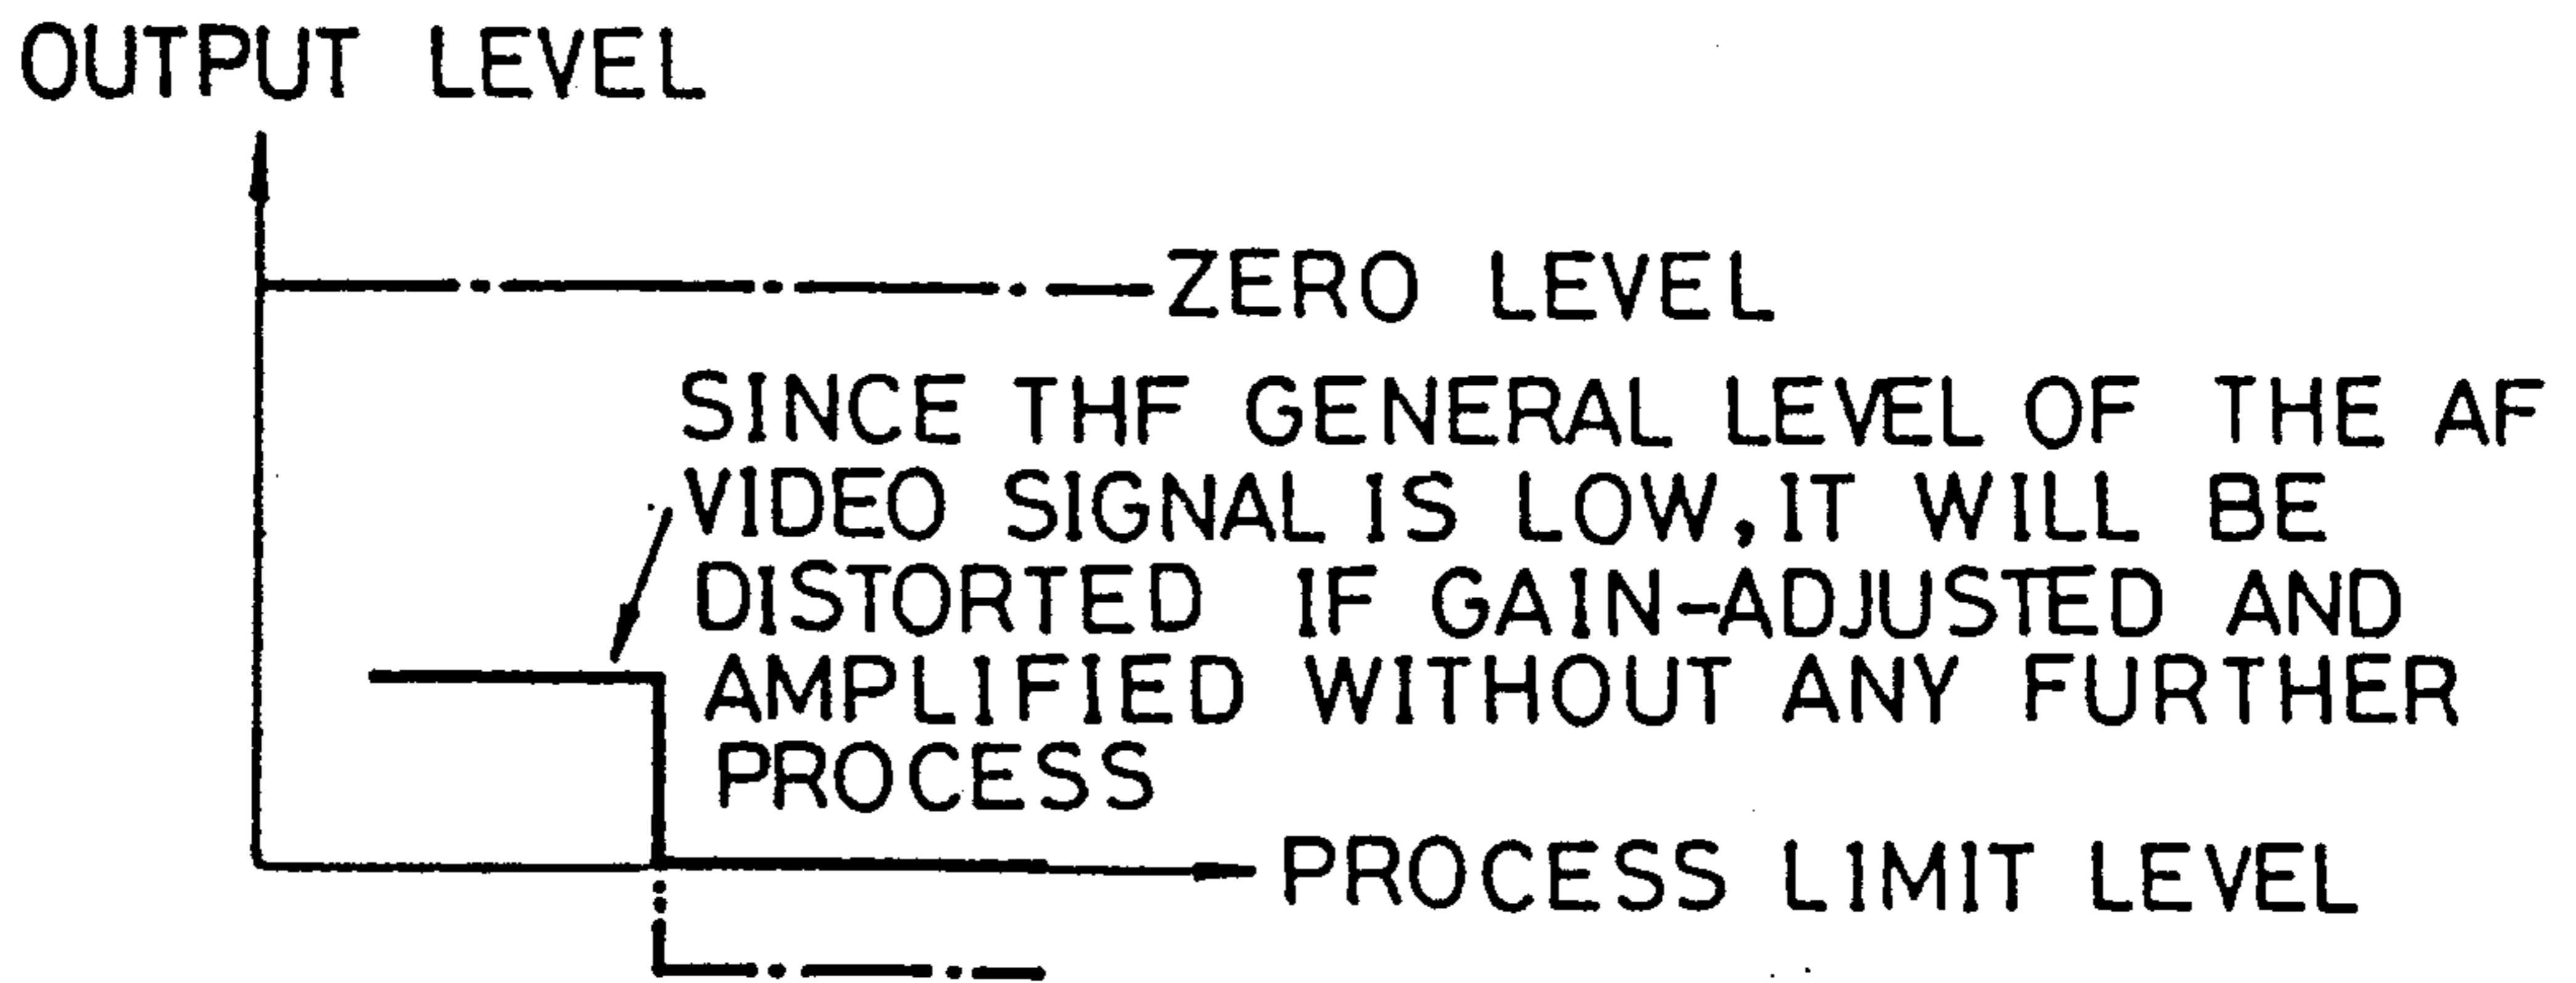 OUTPUT LEVEL
ZERO LEVEL
SINCE THF GENERAL LEVEL OF THE AF
VIDEO SIGNAL IS LOW, IT WILL BE
DISTORTED IF GAIN-ADJUSTED AND
AMPLIFIED WITHOUT ANY FURTHER
PROCESS
PROCESS LIMIT LEVEL